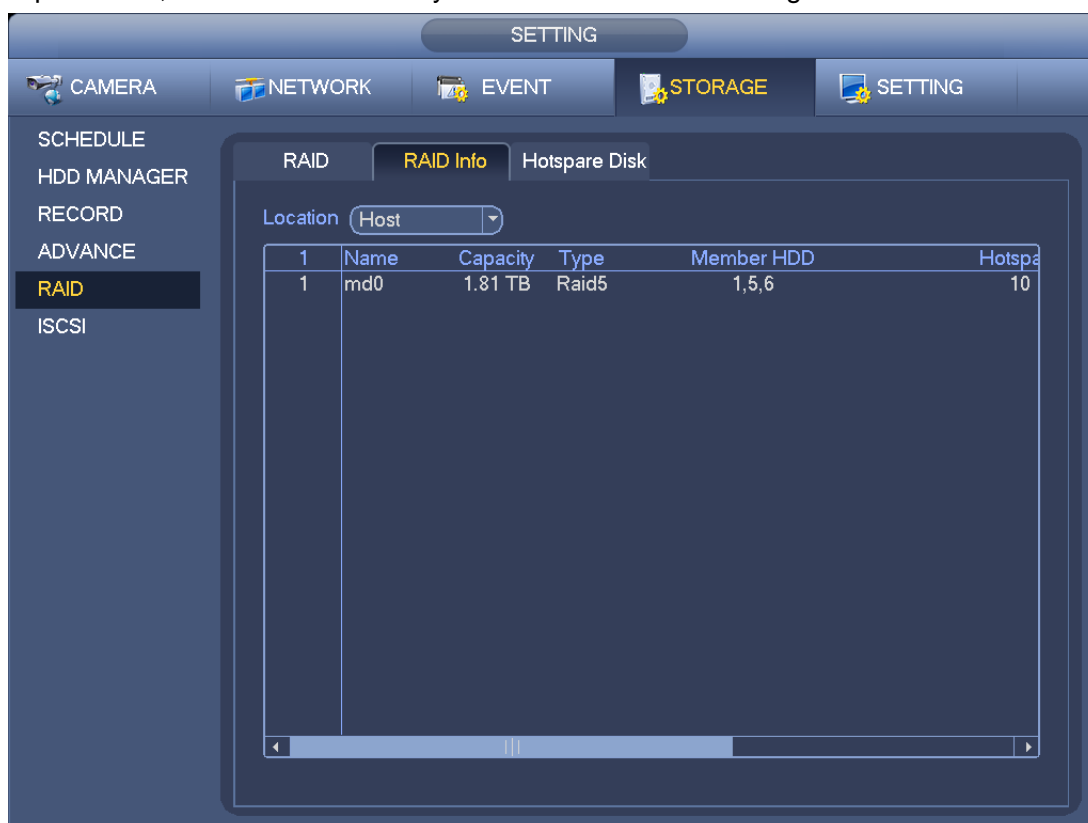 SETTING
CAMERA NETWORK EVENT STORAGE SETTING
SCHEDULE
HDD MANAGER
RECORD
ADVANCE
RAID
ISCSI
RAID RAID Info Hotspare Disk
Location Host
1 Name Capacity Type Member HDD Hotspa
1 md0 1.81 TB Raid5 1,5,6 10